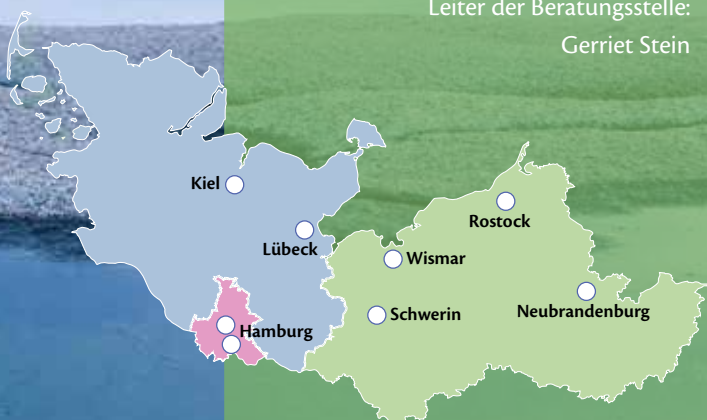 Leiter der Beratungsstelle:
Gerriet Stein
Kiel
Rostock
Lübeck
Wismar
Schwerin
Neubrandenburg
Hamburg